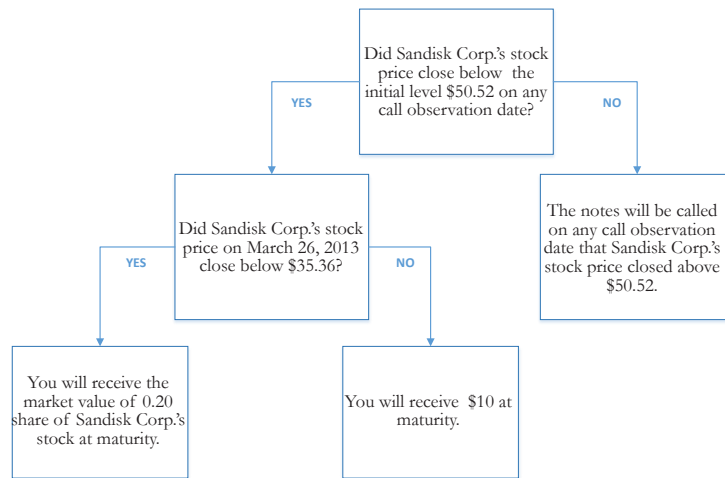 Did Sandisk Corp.'s stock
price close below the
initial level $50.52 on any
call observation date?
YES
NO
Did Sandisk Corp.'s stock
price on March 26, 2013
close below $35.36?
The notes will be called
on any call observation
date that Sandisk Corp.'s
stock price closed above
$50.52.
YES
NO
You will receive the
market value of 0.20
share of Sandisk Corp.'s
stock at maturity.
You will receive $10 at
maturity.